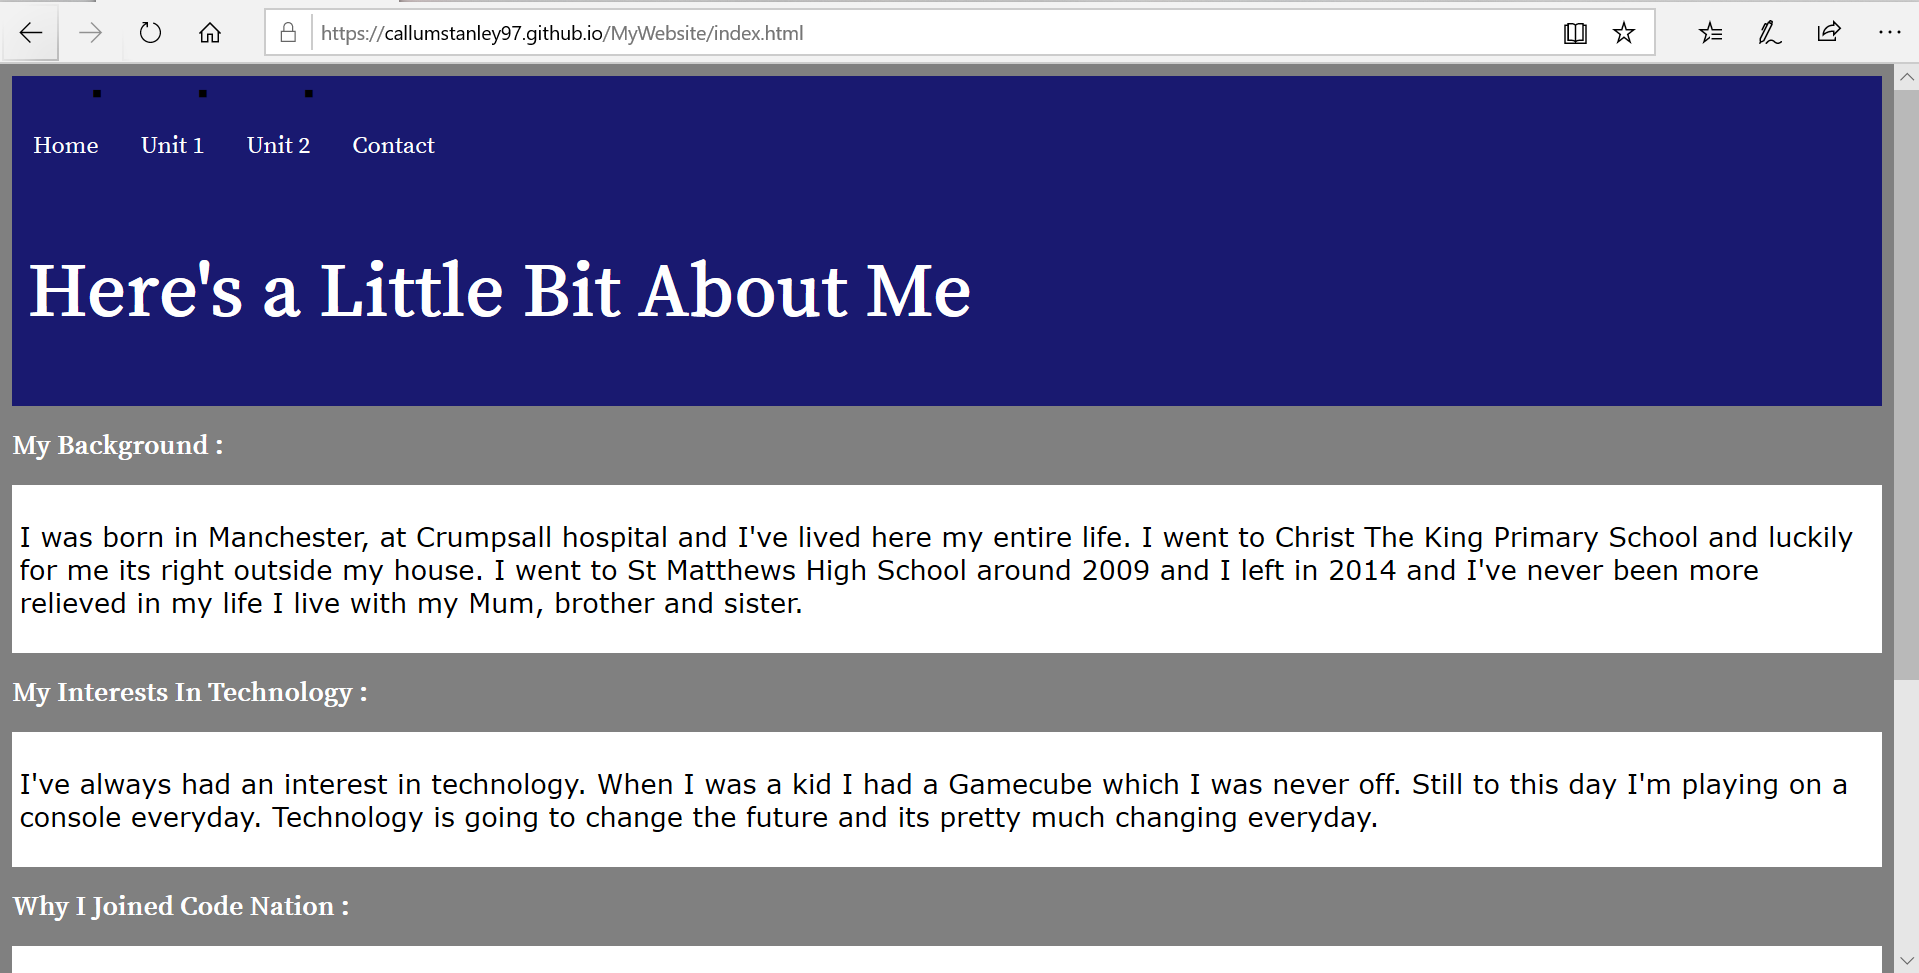 https://callumstanley97.github.io/MyWebsite/index.html
Home Unit 1 Unit 2 Contact
Here's a Little Bit About Me
My Background :
I was born in Manchester, at Crumpsall hospital and I've lived here my entire life. I went to Christ The King Primary School and luckily
for me its right outside my house. I went to St Matthews High School around 2009 and I left in 2014 and I've never been more
relieved in my life I live with my Mum, brother and sister.
My Interests In Technology :
I've always had an interest in technology. When I was a kid I had a Gamecube which I was never off. Still to this day I'm playing on a
console everyday. Technology is going to change the future and its pretty much changing everyday.
Why I Joined Code Nation :